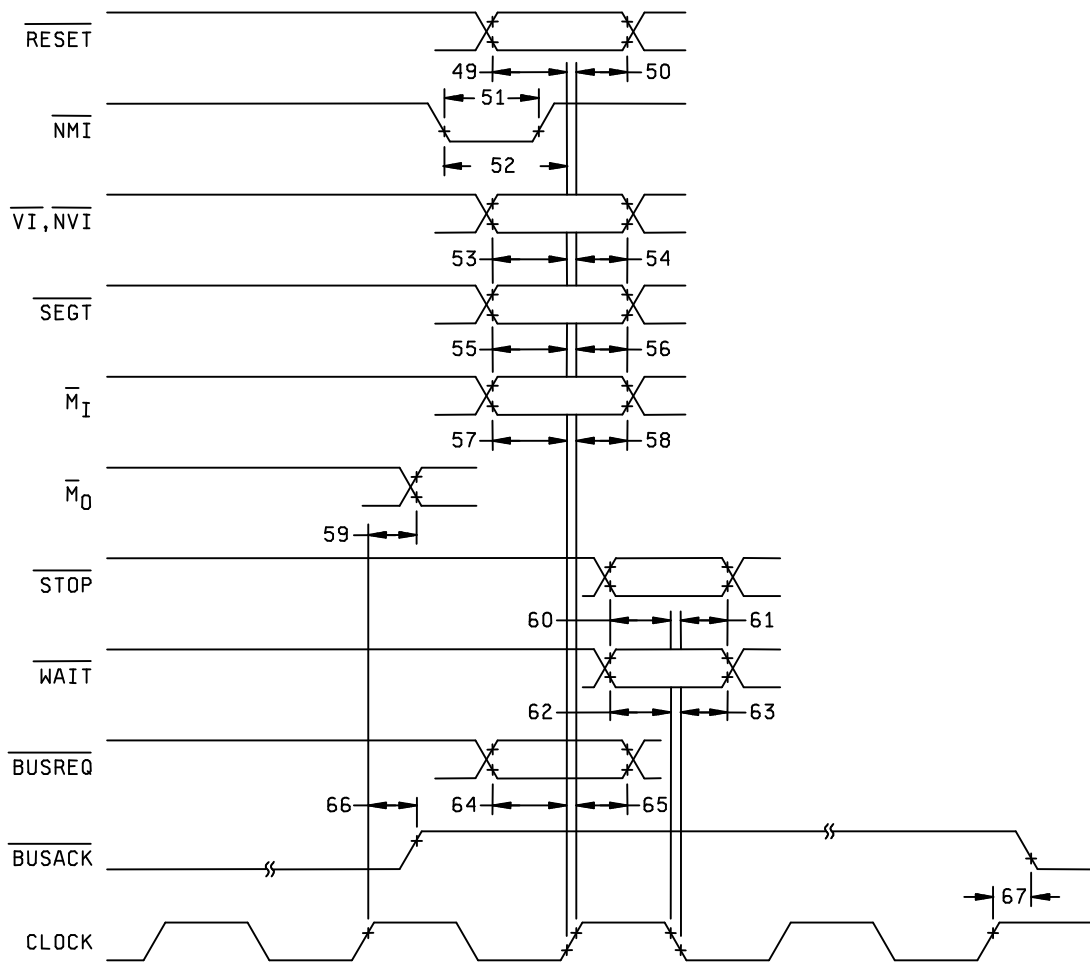 RESET
49 50
51
NMI
52
VI,NVI
53 54
SEGT
55 56
MI
57 58
MO
59
STOP
60 61
WAIT
62 63
BUSREQ
66 64 65
BUSACK
67
CLOCK